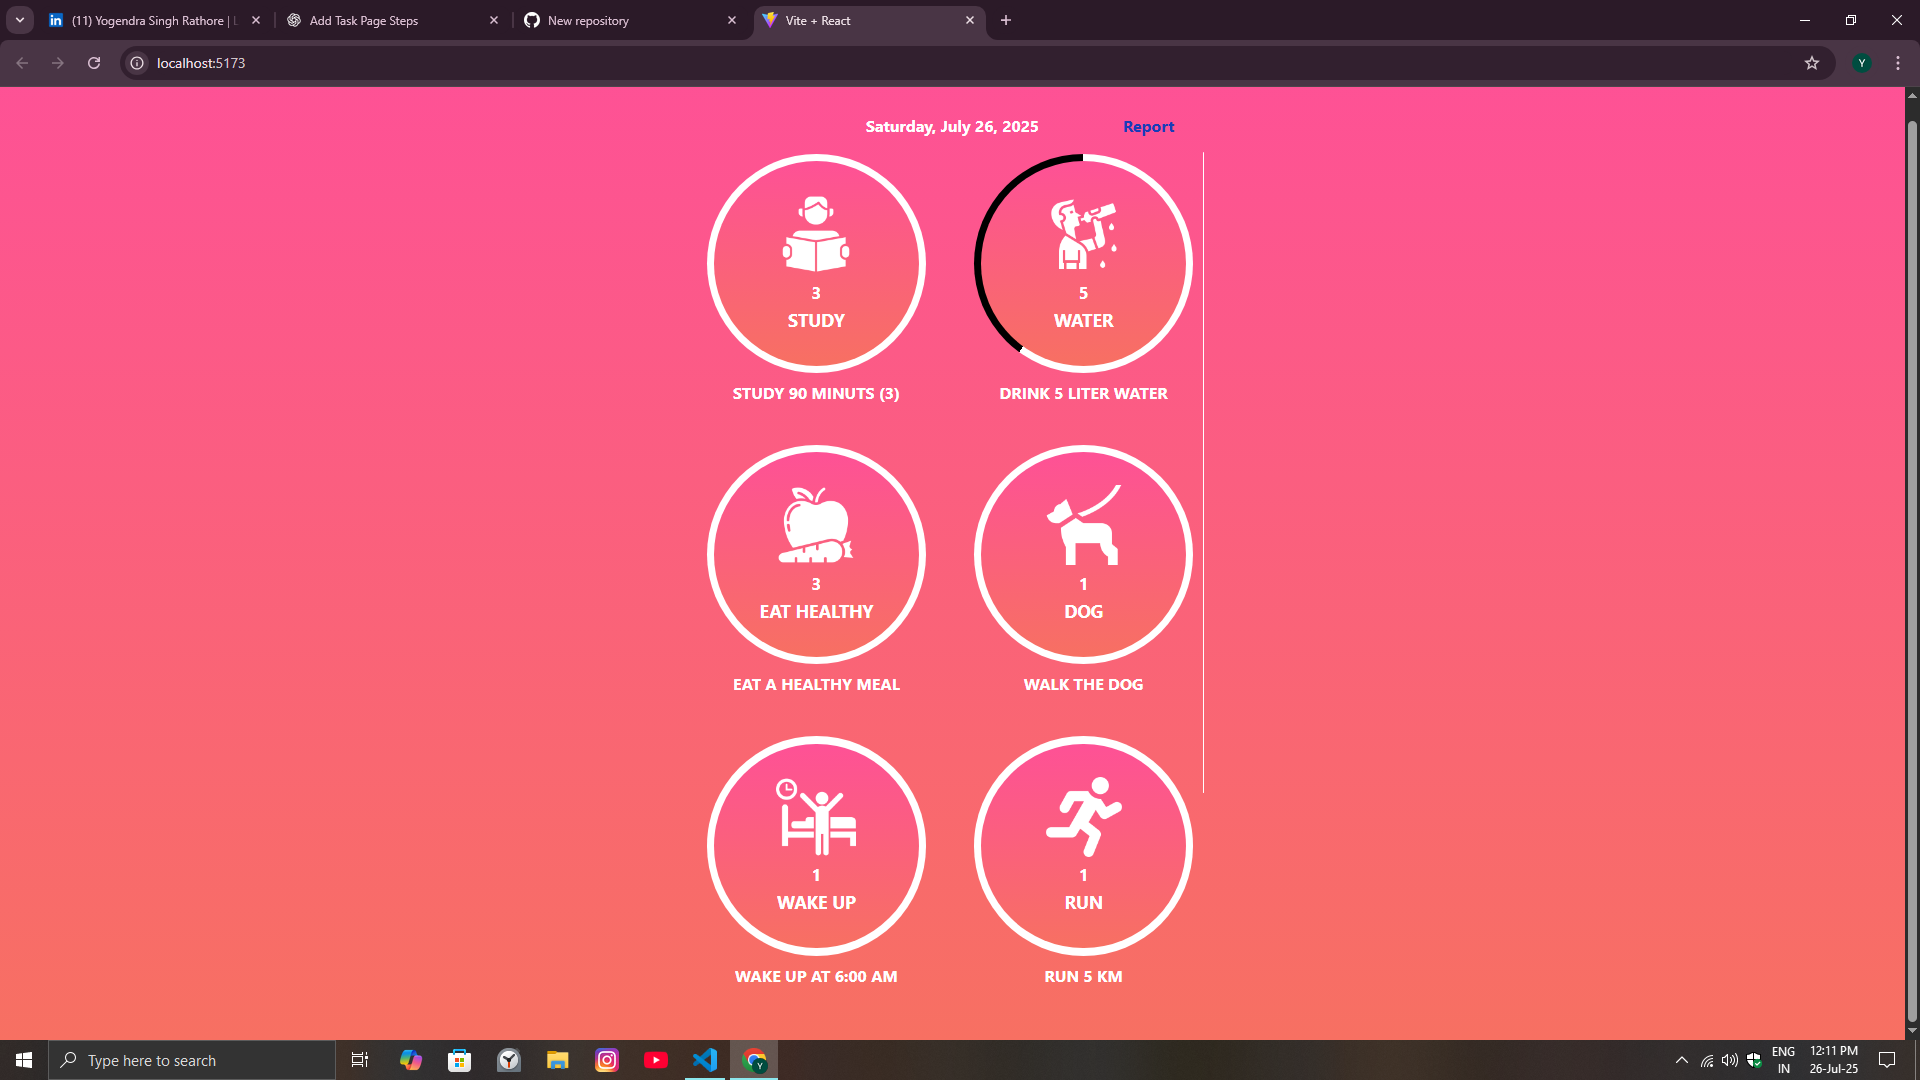 (11) Yogendra Singh Rathore | L
Add Task Page Steps
New repository
Vite + React
localhost:5173
Y
Saturday, July 26, 2025
Report
3
STUDY
STUDY 90 MINUTS (3)
5
WATER
DRINK 5 LITER WATER
3
EAT HEALTHY
EAT A HEALTHY MEAL
1
DOG
WALK THE DOG
1
WAKE UP
WAKE UP AT 6:00 AM
1
RUN
RUN 5 KM
Type here to search
Y
ENG
IN
12:11 PM
26-Jul-25